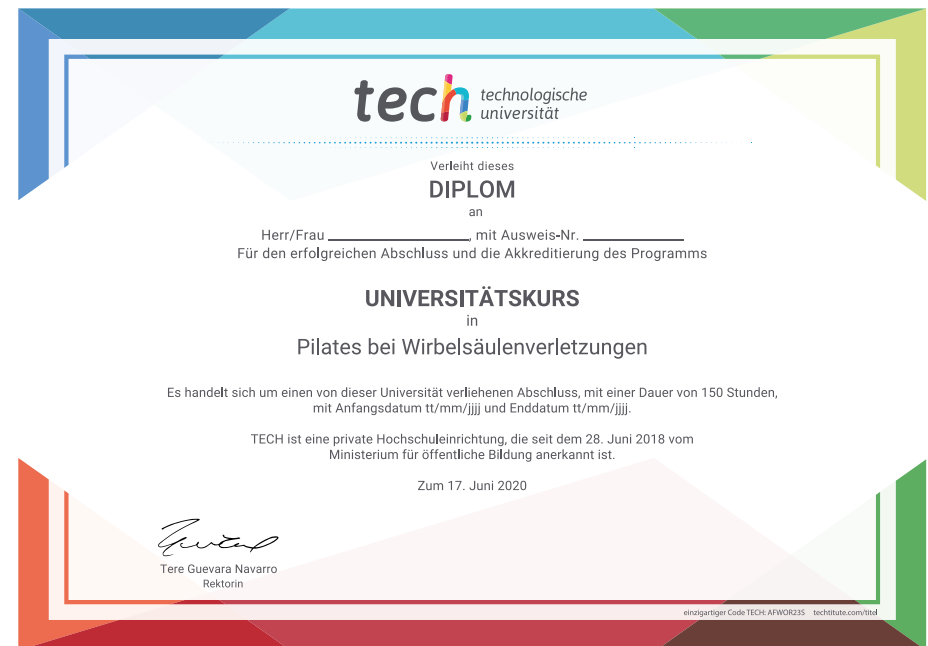 tech technologische
universität
Verleiht dieses
DIPLOM
an
Herr/Frau ____________, mit Ausweis-Nr. ____________
Für den erfolgreichen Abschluss und die Akkreditierung des Programms
UNIVERSITÄTSKURS
in
Pilates bei Wirbelsäulenverletzungen
Es handelt sich um einen von dieser Universität verliehenen Abschluss, mit einer Dauer von 150 Stunden,
mit Anfangsdatum tt/mm/jjjj und Enddatum tt/mm/jjjj.
TECH ist eine private Hochschuleinrichtung, die seit dem 28. Juni 2018 vom
Ministerium für öffentliche Bildung anerkannt ist.
Zum 17. Juni 2020
Tere Guevara Navarro
Rektorin
einzigartiger Code TECH: AFWOR23S techtitute.com/titel